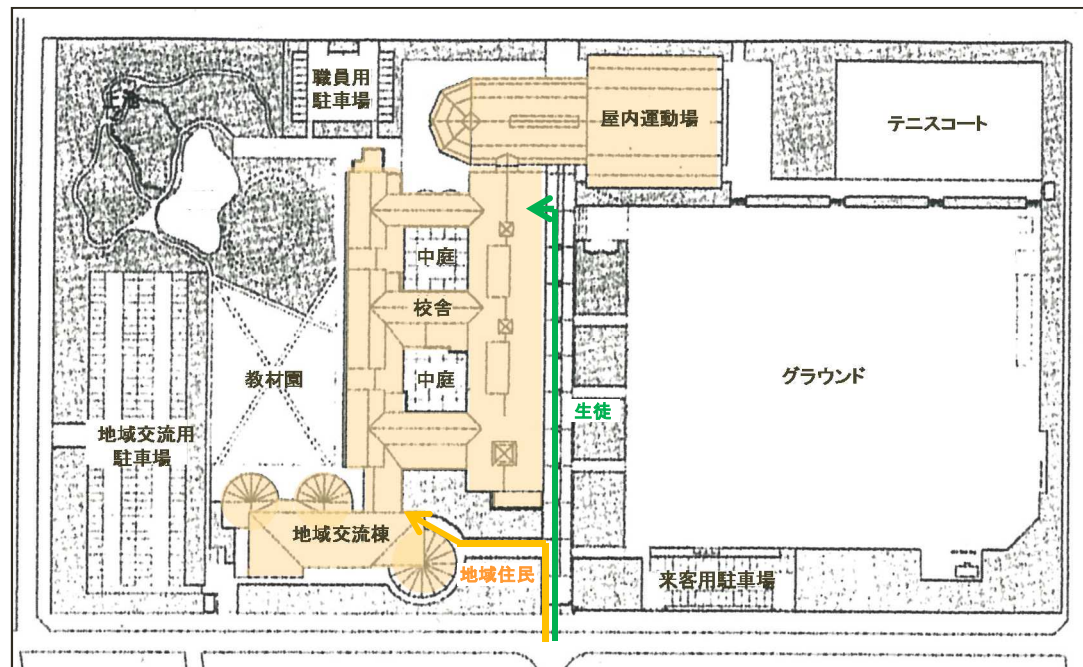 職員用
駐車場
屋内運動場
テニスコート
中庭
校舎
中庭
教材園
グラウンド
生徒
地域交流用
駐車場
地域交流棟
地域住民
来客用駐車場